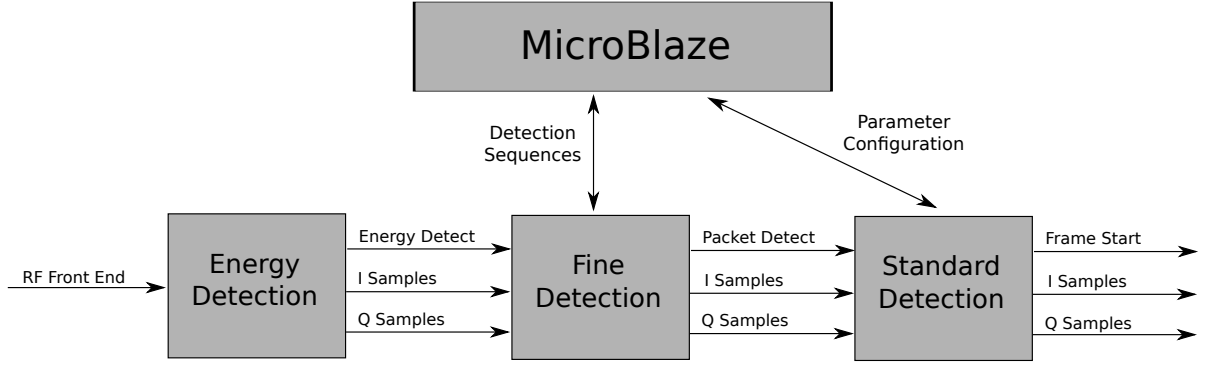 MicroBlaze
Detection
Sequences
Parameter
Configuration
RF Front End
Energy
Detection
Energy Detect
I Samples
Q Samples
Fine
Detection
Packet Detect
I Samples
Q Samples
Standard
Detection
Frame Start
I Samples
Q Samples